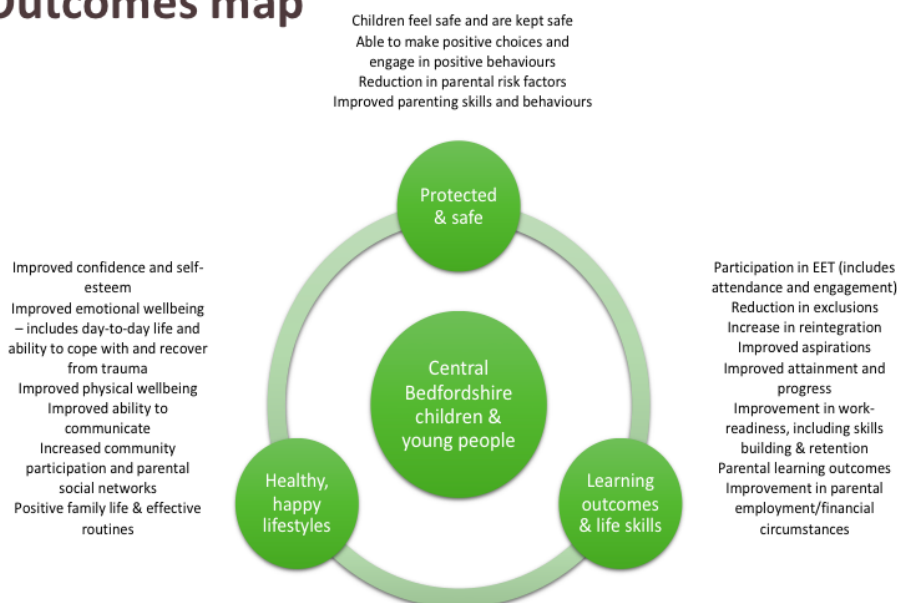 Outcomes map
Children feel safe and are kept safe
Able to make positive choices and
engage in positive behaviours
Reduction in parental risk factors
Improved parenting skills and behaviours
Protected
& safe
Improved confidence and self-
esteem
Improved emotional wellbeing
– includes day-to-day life and
ability to cope with and recover
from trauma
Improved physical wellbeing
Improved ability to
communicate
Increased community
participation and parental
social networks
Positive family life & effective
routines
Central
Bedfordshire
children &
young people
Participation in EET (includes
attendance and engagement)
Reduction in exclusions
Increase in reintegration
Improved aspirations
Improved attainment and
progress
Improvement in work-
readiness, including skills
building & retention
Parental learning outcomes
Improvement in parental
employment/financial
circumstances
Healthy,
happy
lifestyles
Learning
outcomes
& life skills